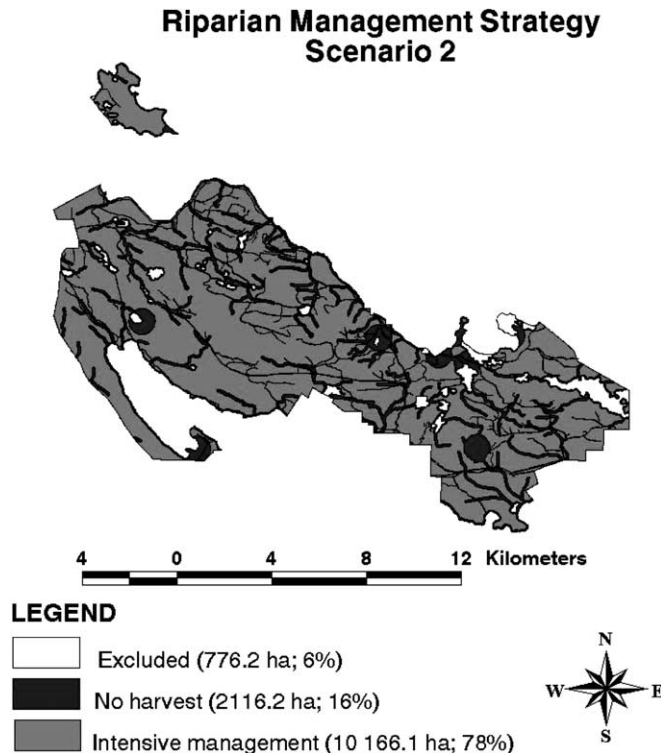 Riparian Management Strategy
Scenario 2
4 0 4 8 12 Kilometers
LEGEND
Excluded (776.2 ha; 6%)
No harvest (2116.2 ha; 16%)
Intensive management (10 166.1 ha; 78%)
N
W E
S